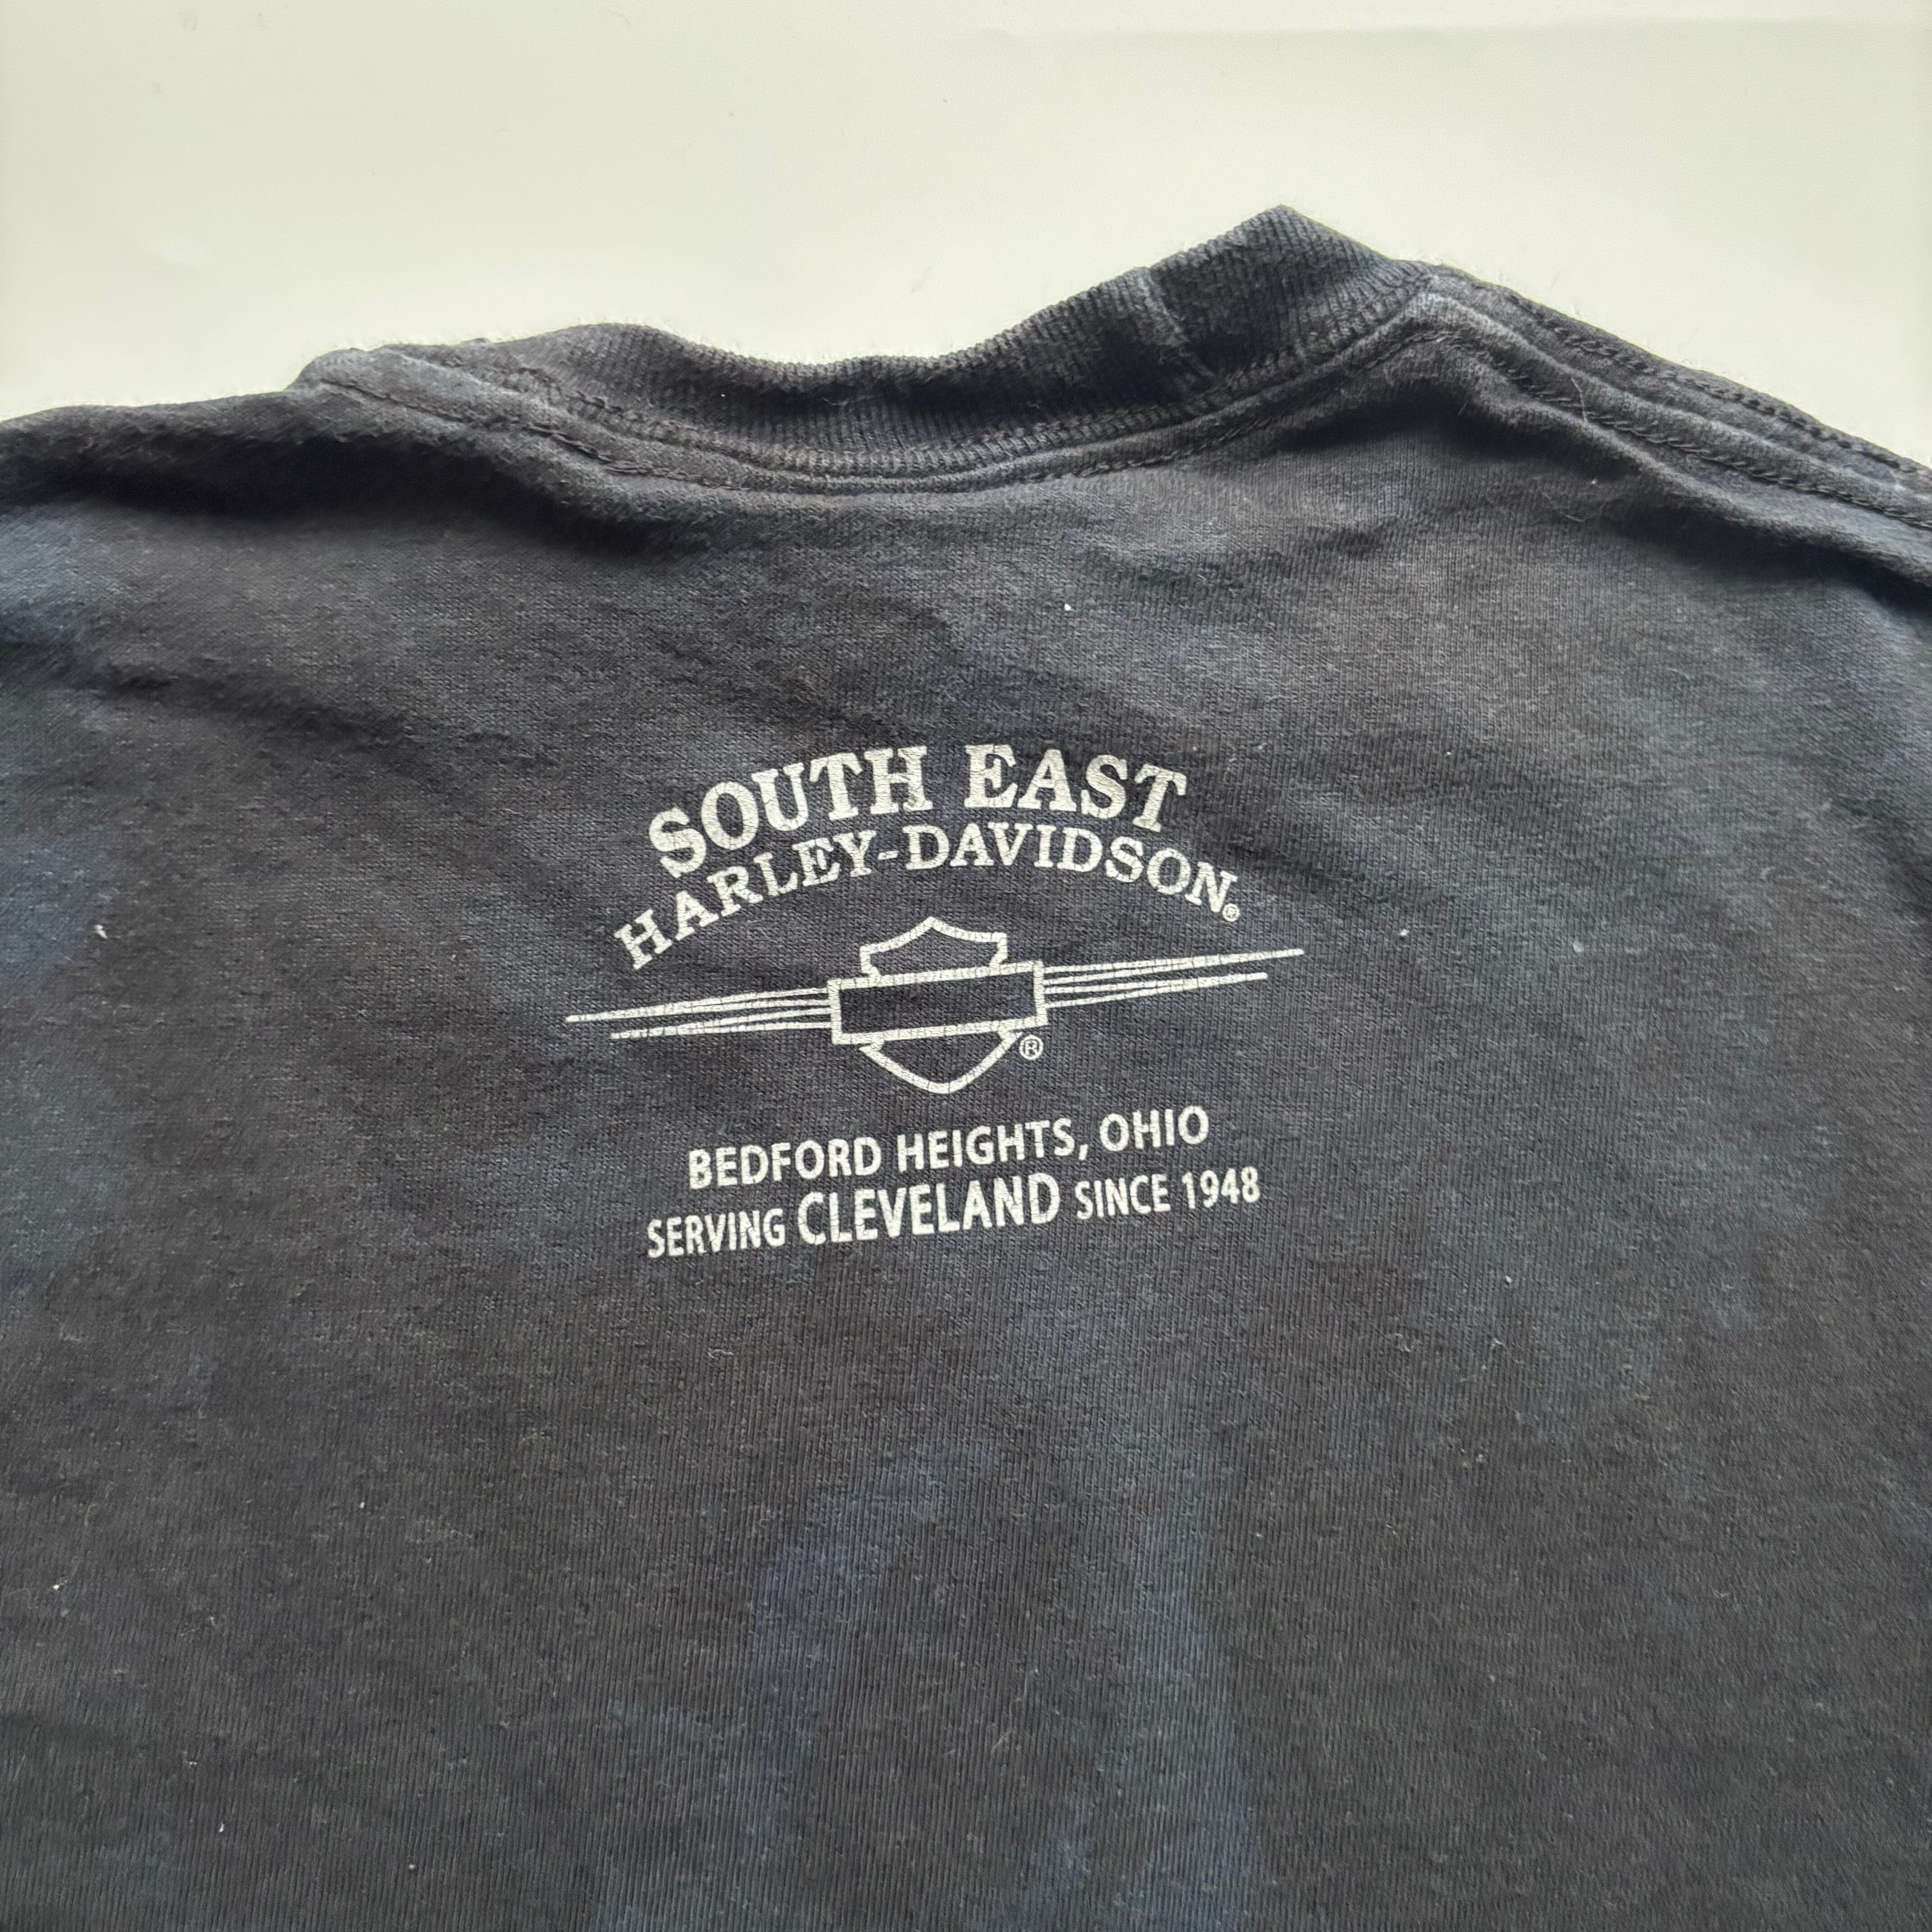 SOUTH EAST
HARLEY-DAVIDSON®
®
BEDFORD HEIGHTS, OHIO
SERVING CLEVELAND SINCE 1948